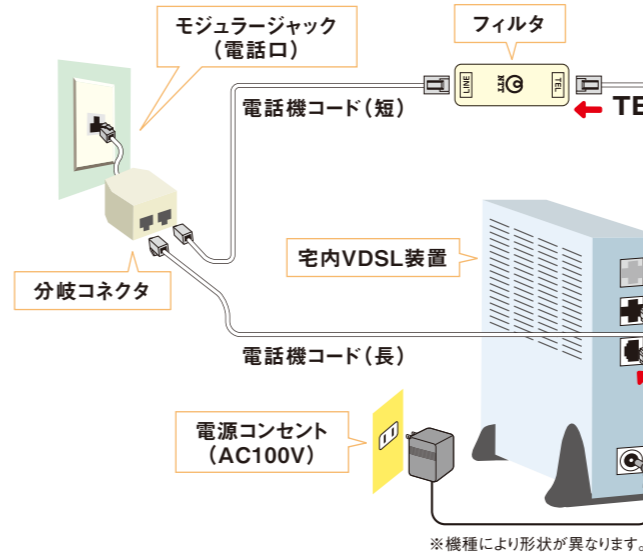 モジュラージャック
(電話口)
フィルタ
LINE
NTT
TEL
TE
電話機コード(短)
宅内VDSL装置
分岐コネクタ
電話機コード(長)
電源コンセント
(AC100V)
※機種により形状が異なります。